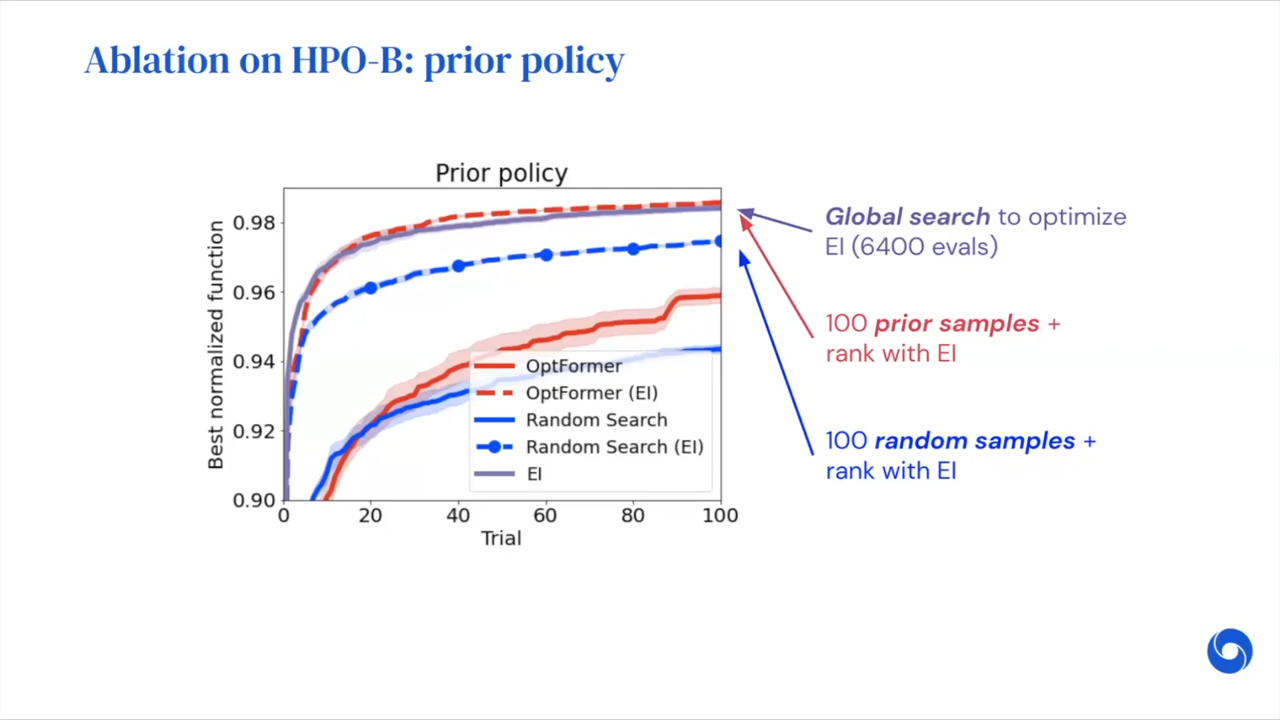 Ablation on HPO-B: prior policy
Prior policy
Best normalized function
0.98
0.96
0.94
0.92
0.90
0
20
40
60
80
100
Trial
OptFormer
OptFormer (EI)
Random Search
Random Search (EI)
EI
Global search to optimize
EI (6400 evals)
100 prior samples +
rank with EI
100 random samples +
rank with EI